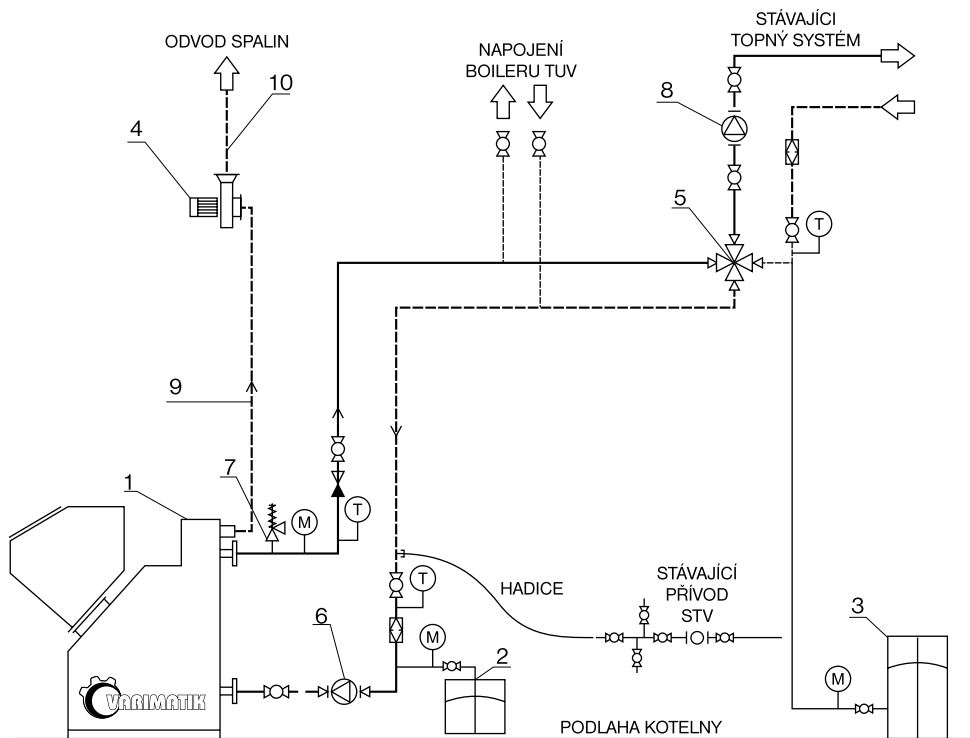 ODVOD SPALIN
NAPOJENÍ
BOILERU TUV
STÁVAJÍCI
TOPNÝ SYSTÉM
10
8
4
5
T
9
7
1
M
T
T
HADICE
STÁVAJÍCÍ
PŘÍVOD
STV
6
M
2
3
M
VARIMATIK
PODLAHA KOTELNY